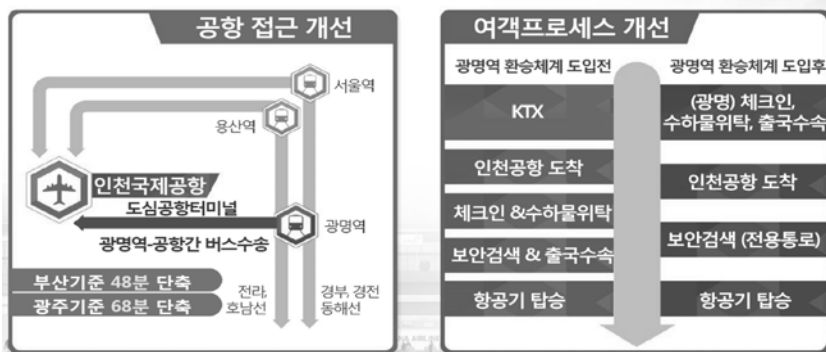 공항 접근 개선
서울역
용산역
인천국제공항
도심공항터미널
광명역
광명역-공항간 버스수송
부산기준 48분 단축
광주기준 68분 단축
전라,
호남선
경부, 경전
동해선
여객프로세스 개선
광명역 환승체계 도입전
광명역 환승체계 도입후
KTX
(광명) 체크인,
수하물위탁, 출국수속
인천공항 도착
인천공항 도착
체크인 &수하물위탁
보안검색 & 출국수속
보안검색 (전용통로)
항공기 탑승
항공기 탑승